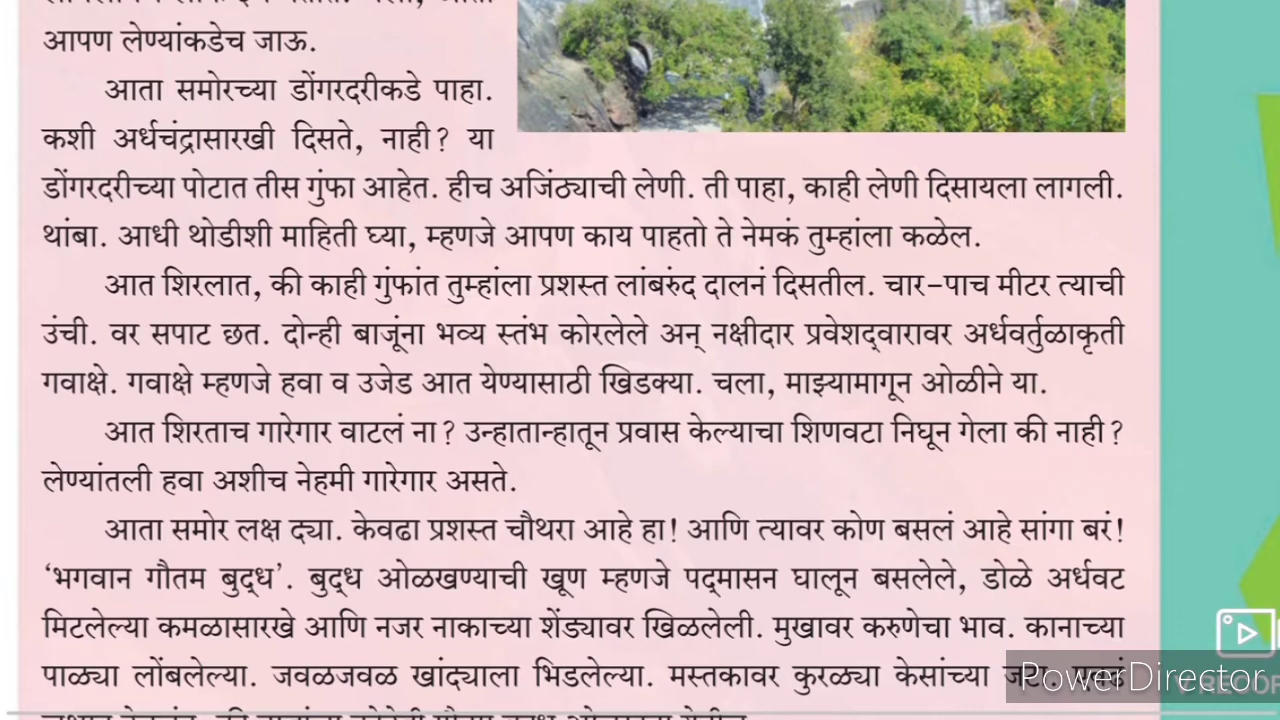 आपण लेण्यांकडेच जाऊ.
आता समोरच्या डोंगरदरीकडे पाहा.
कशी अर्धचंद्रासारखी दिसते, नाही? या
डोंगरदरीच्या पोटात तीस गुंफा आहेत. हीच अजिंठ्याची लेणी. ती पाहा, काही लेणी दिसायला लागली.
थांबा. आधी थोडीशी माहिती घ्या, म्हणजे आपण काय पाहतो ते नेमकं तुम्हांला कळेल.
आत शिरलात, की काही गुंफांत तुम्हांला प्रशस्त लांबरुंद दालनं दिसतील. चार-पाच मीटर त्याची
उंची. वर सपाट छत. दोन्ही बाजूंना भव्य स्तंभ कोरलेले अन् नक्षीदार प्रवेशद्‌वारावर अर्धवर्तुळाकृती
गवाक्षे. गवाक्षे म्हणजे हवा व उजेड आत येण्यासाठी खिडक्या. चला, माझ्यामागून ओळीने या.
आत शिरताच गारेगार वाटलं ना? उन्हातान्हातून प्रवास केल्याचा शिणवटा निघून गेला की नाही?
लेण्यांतली हवा अशीच नेहमी गारेगार असते.
आता समोर लक्ष द्या. केवढा प्रशस्त चौथरा आहे हा! आणि त्यावर कोण बसलं आहे सांगा बरं!
‘भगवान गौतम बुद्‌ध’. बुद्‌ध ओळखण्याची खूण म्हणजे पद्‌मासन घालून बसलेले, डोळे अर्धवट
मिटलेल्या कमळासारखे आणि नजर नाकाच्या शेंड्यावर खिळलेली. मुखावर करुणेचा भाव. कानाच्या
पाळ्या लोंबलेल्या. जवळजवळ खांद्याला भिडलेल्या. मस्तकावर कुरळ्या केसांच्या जटा.
PowerDirector